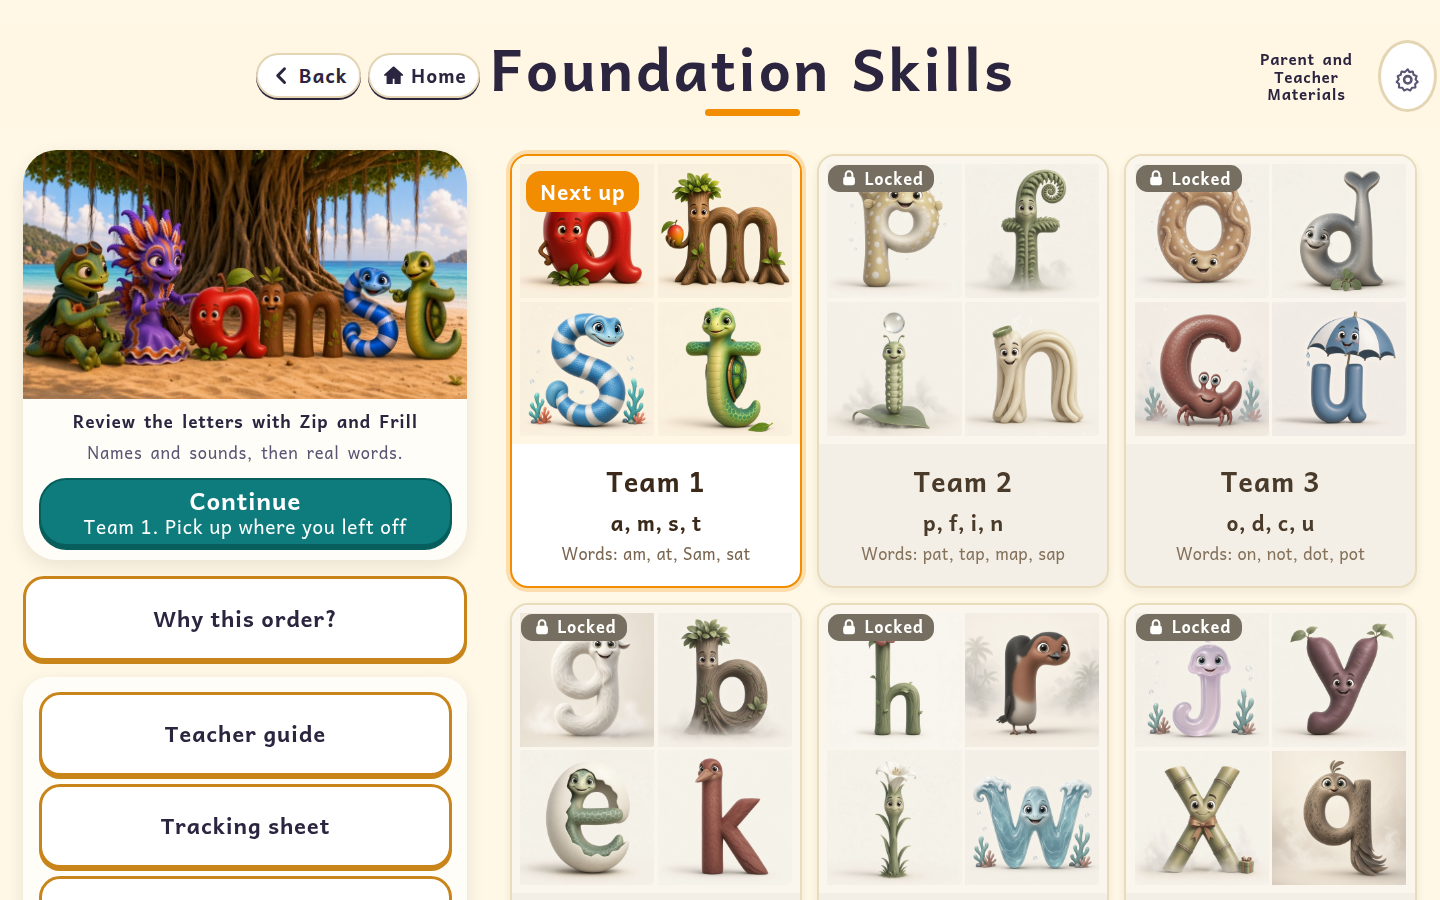 Back
Home
Foundation Skills
Parent and
Teacher
Materials
Review the letters with Zip and Frill
Names and sounds, then real words.
Continue
Team 1. Pick up where you left off
Why this order?
Teacher guide
Tracking sheet
Next up
a m
s t
Team 1
a, m, s, t
Words: am, at, Sam, sat
Locked
p f
i n
Team 2
p, f, i, n
Words: pat, tap, map, sap
Locked
o d
c u
Team 3
o, d, c, u
Words: on, not, dot, pot
Locked
g b
e k
Locked
h r
l w
Locked
j y
x q